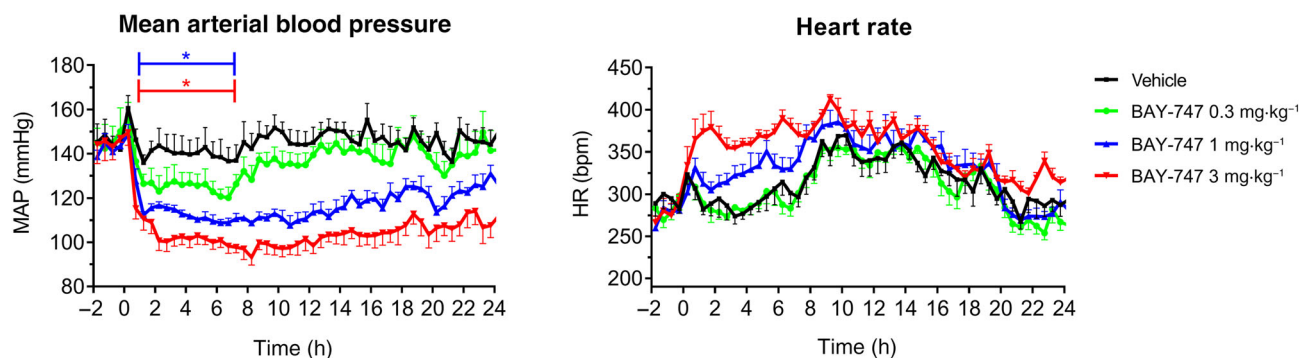 Mean arterial blood pressure
*
*
MAP (mmHg)
180
160
140
120
100
80
–2 0 2 4 6 8 10 12 14 16 18 20 22 24
Time (h)
Heart rate
HR (bpm)
450
400
350
300
250
200
–2 0 2 4 6 8 10 12 14 16 18 20 22 24
Time (h)
Vehicle
BAY-747 0.3 mg·kg⁻¹
BAY-747 1 mg·kg⁻¹
BAY-747 3 mg·kg⁻¹